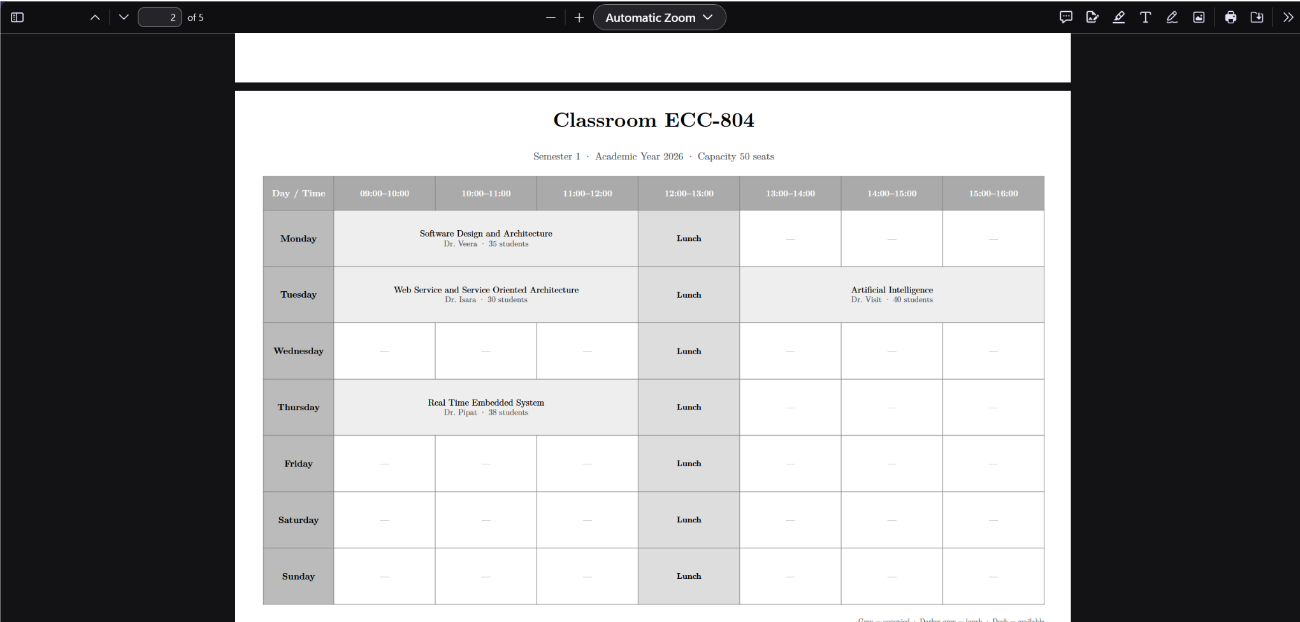 2 of 5
Automatic Zoom
Classroom ECC-804
Semester 1 · Academic Year 2026 · Capacity 50 seats
Day / Time 09:00–10:00 10:00–11:00 11:00–12:00 12:00–13:00 13:00–14:00 14:00–15:00 15:00–16:00
Monday Software Design and Architecture Lunch — — —
Dr. Veera · 35 students
Tuesday Web Service and Service Oriented Architecture Lunch Artificial Intelligence
Dr. Isara · 30 students Dr. Visit · 40 students
Wednesday — — — Lunch — — —
Thursday Real Time Embedded System Lunch — — —
Dr. Pipat · 38 students
Friday — — — Lunch — — —
Saturday — — — Lunch — — —
Sunday — — — Lunch — — —